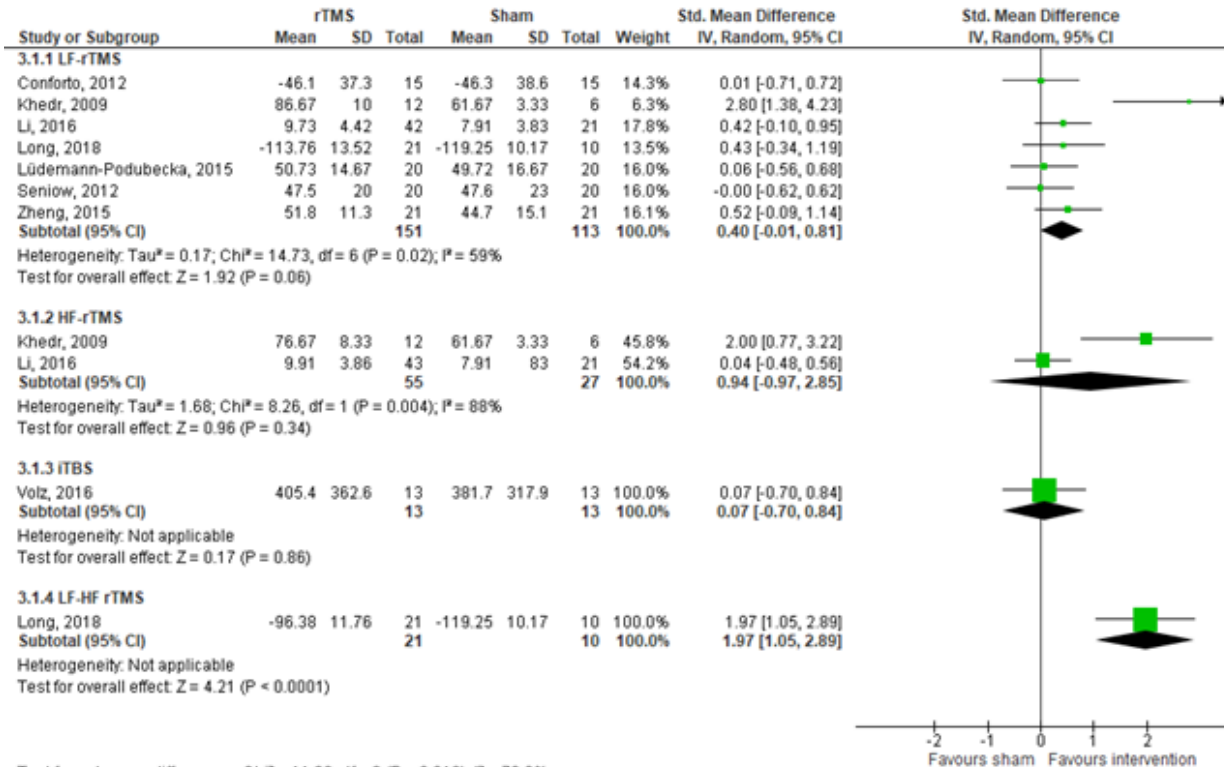 rTMS Sham Std. Mean Difference Std. Mean Difference
Study or Subgroup Mean SD Total Mean SD Total Weight IV, Random, 95% CI IV, Random, 95% CI
3.1.1 LF-rTMS
Conforto, 2012 -46.1 37.3 15 -46.3 38.6 15 14.3% 0.01 [-0.71, 0.72]
Khedr, 2009 86.67 10 12 61.67 3.33 6 6.3% 2.80 [1.38, 4.23]
Li, 2016 9.73 4.42 42 7.91 3.83 21 17.8% 0.42 [-0.10, 0.95]
Long, 2018 -113.76 13.52 21 -119.25 10.17 10 13.5% 0.43 [-0.34, 1.19]
Lüdemann-Podubecka, 2015 50.73 14.67 20 49.72 16.67 20 16.0% 0.06 [-0.56, 0.68]
Seniow, 2012 47.5 20 20 47.6 23 20 16.0% -0.00 [-0.62, 0.62]
Zheng, 2015 51.8 11.3 21 44.7 15.1 21 16.1% 0.52 [-0.09, 1.14]
Subtotal (95% CI) 151 113 100.0% 0.40 [-0.01, 0.81]
Heterogeneity: Tau² = 0.17; Chi² = 14.73, df = 6 (P = 0.02); I² = 59%
Test for overall effect: Z = 1.92 (P = 0.06)
3.1.2 HF-rTMS
Khedr, 2009 76.67 8.33 12 61.67 3.33 6 45.8% 2.00 [0.77, 3.22]
Li, 2016 9.91 3.86 43 7.91 83 21 54.2% 0.04 [-0.48, 0.56]
Subtotal (95% CI) 55 27 100.0% 0.94 [-0.97, 2.85]
Heterogeneity: Tau² = 1.68; Chi² = 8.26, df = 1 (P = 0.004); I² = 88%
Test for overall effect: Z = 0.96 (P = 0.34)
3.1.3 iTBS
Volz, 2016 405.4 362.6 13 381.7 317.9 13 100.0% 0.07 [-0.70, 0.84]
Subtotal (95% CI) 13 13 100.0% 0.07 [-0.70, 0.84]
Heterogeneity: Not applicable
Test for overall effect: Z = 0.17 (P = 0.86)
3.1.4 LF-HF rTMS
Long, 2018 -96.38 11.76 21 -119.25 10.17 10 100.0% 1.97 [1.05, 2.89]
Subtotal (95% CI) 21 10 100.0% 1.97 [1.05, 2.89]
Heterogeneity: Not applicable
Test for overall effect: Z = 4.21 (P < 0.0001)
-2 -1 0 1 2
Favours sham Favours intervention